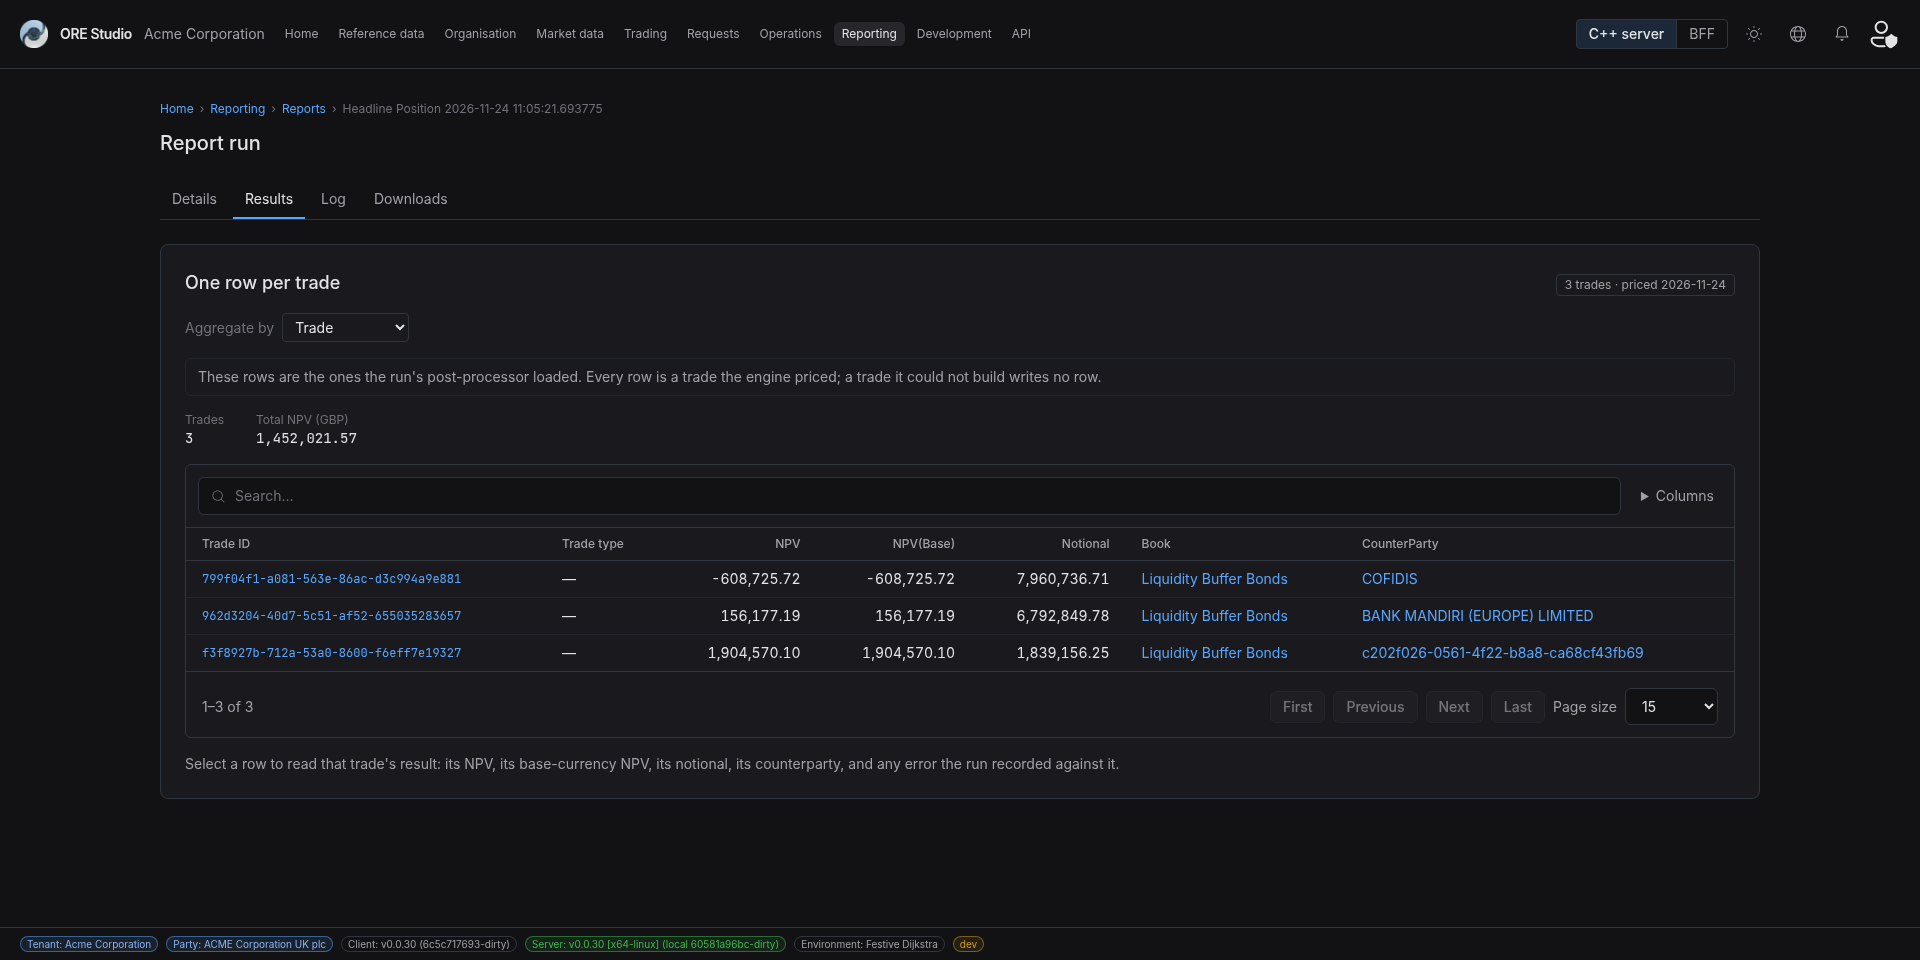 ORE Studio Acme Corporation Home Reference data Organisation Market data Trading Requests Operations Reporting Development API C++ server BFF
Home › Reporting › Reports › Headline Position 2026-11-24 11:05:21.693775
Report run
Details Results Log Downloads
One row per trade
3 trades · priced 2026-11-24
Aggregate by Trade
These rows are the ones the run's post-processor loaded. Every row is a trade the engine priced; a trade it could not build writes no row.
Trades Total NPV (GBP)
3 1,452,021.57
Search...
Columns
Trade ID Trade type NPV NPV(Base) Notional Book CounterParty
799f04f1-a081-563e-86ac-d3c994a9e881 — -608,725.72 -608,725.72 7,960,736.71 Liquidity Buffer Bonds COFIDIS
962d3204-40d7-5c51-af52-655035283657 — 156,177.19 156,177.19 6,792,849.78 Liquidity Buffer Bonds BANK MANDIRI (EUROPE) LIMITED
f3f8927b-712a-53a0-8600-f6eff7e19327 — 1,904,570.10 1,904,570.10 1,839,156.25 Liquidity Buffer Bonds c202f026-0561-4f22-b8a8-ca68cf43fb69
1–3 of 3 First Previous Next Last Page size 15
Select a row to read that trade's result: its NPV, its base-currency NPV, its notional, its counterparty, and any error the run recorded against it.
Tenant: Acme Corporation Party: ACME Corporation UK plc Client: v0.0.30 (6c5c717693-dirty) Server: v0.0.30 [x64-linux] (local 60581a96bc-dirty) Environment: Festive Dijkstra dev